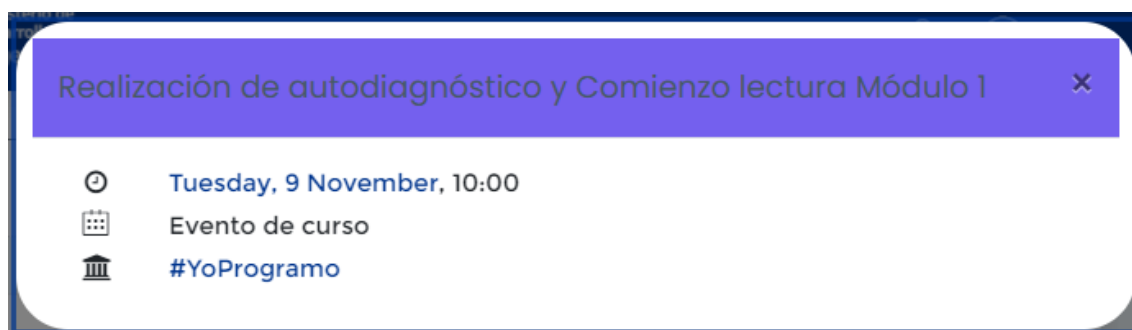 Realización de autodiagnóstico y Comienzo lectura Módulo 1 ×
Tuesday, 9 November, 10:00
Evento de curso
#YoProgramo